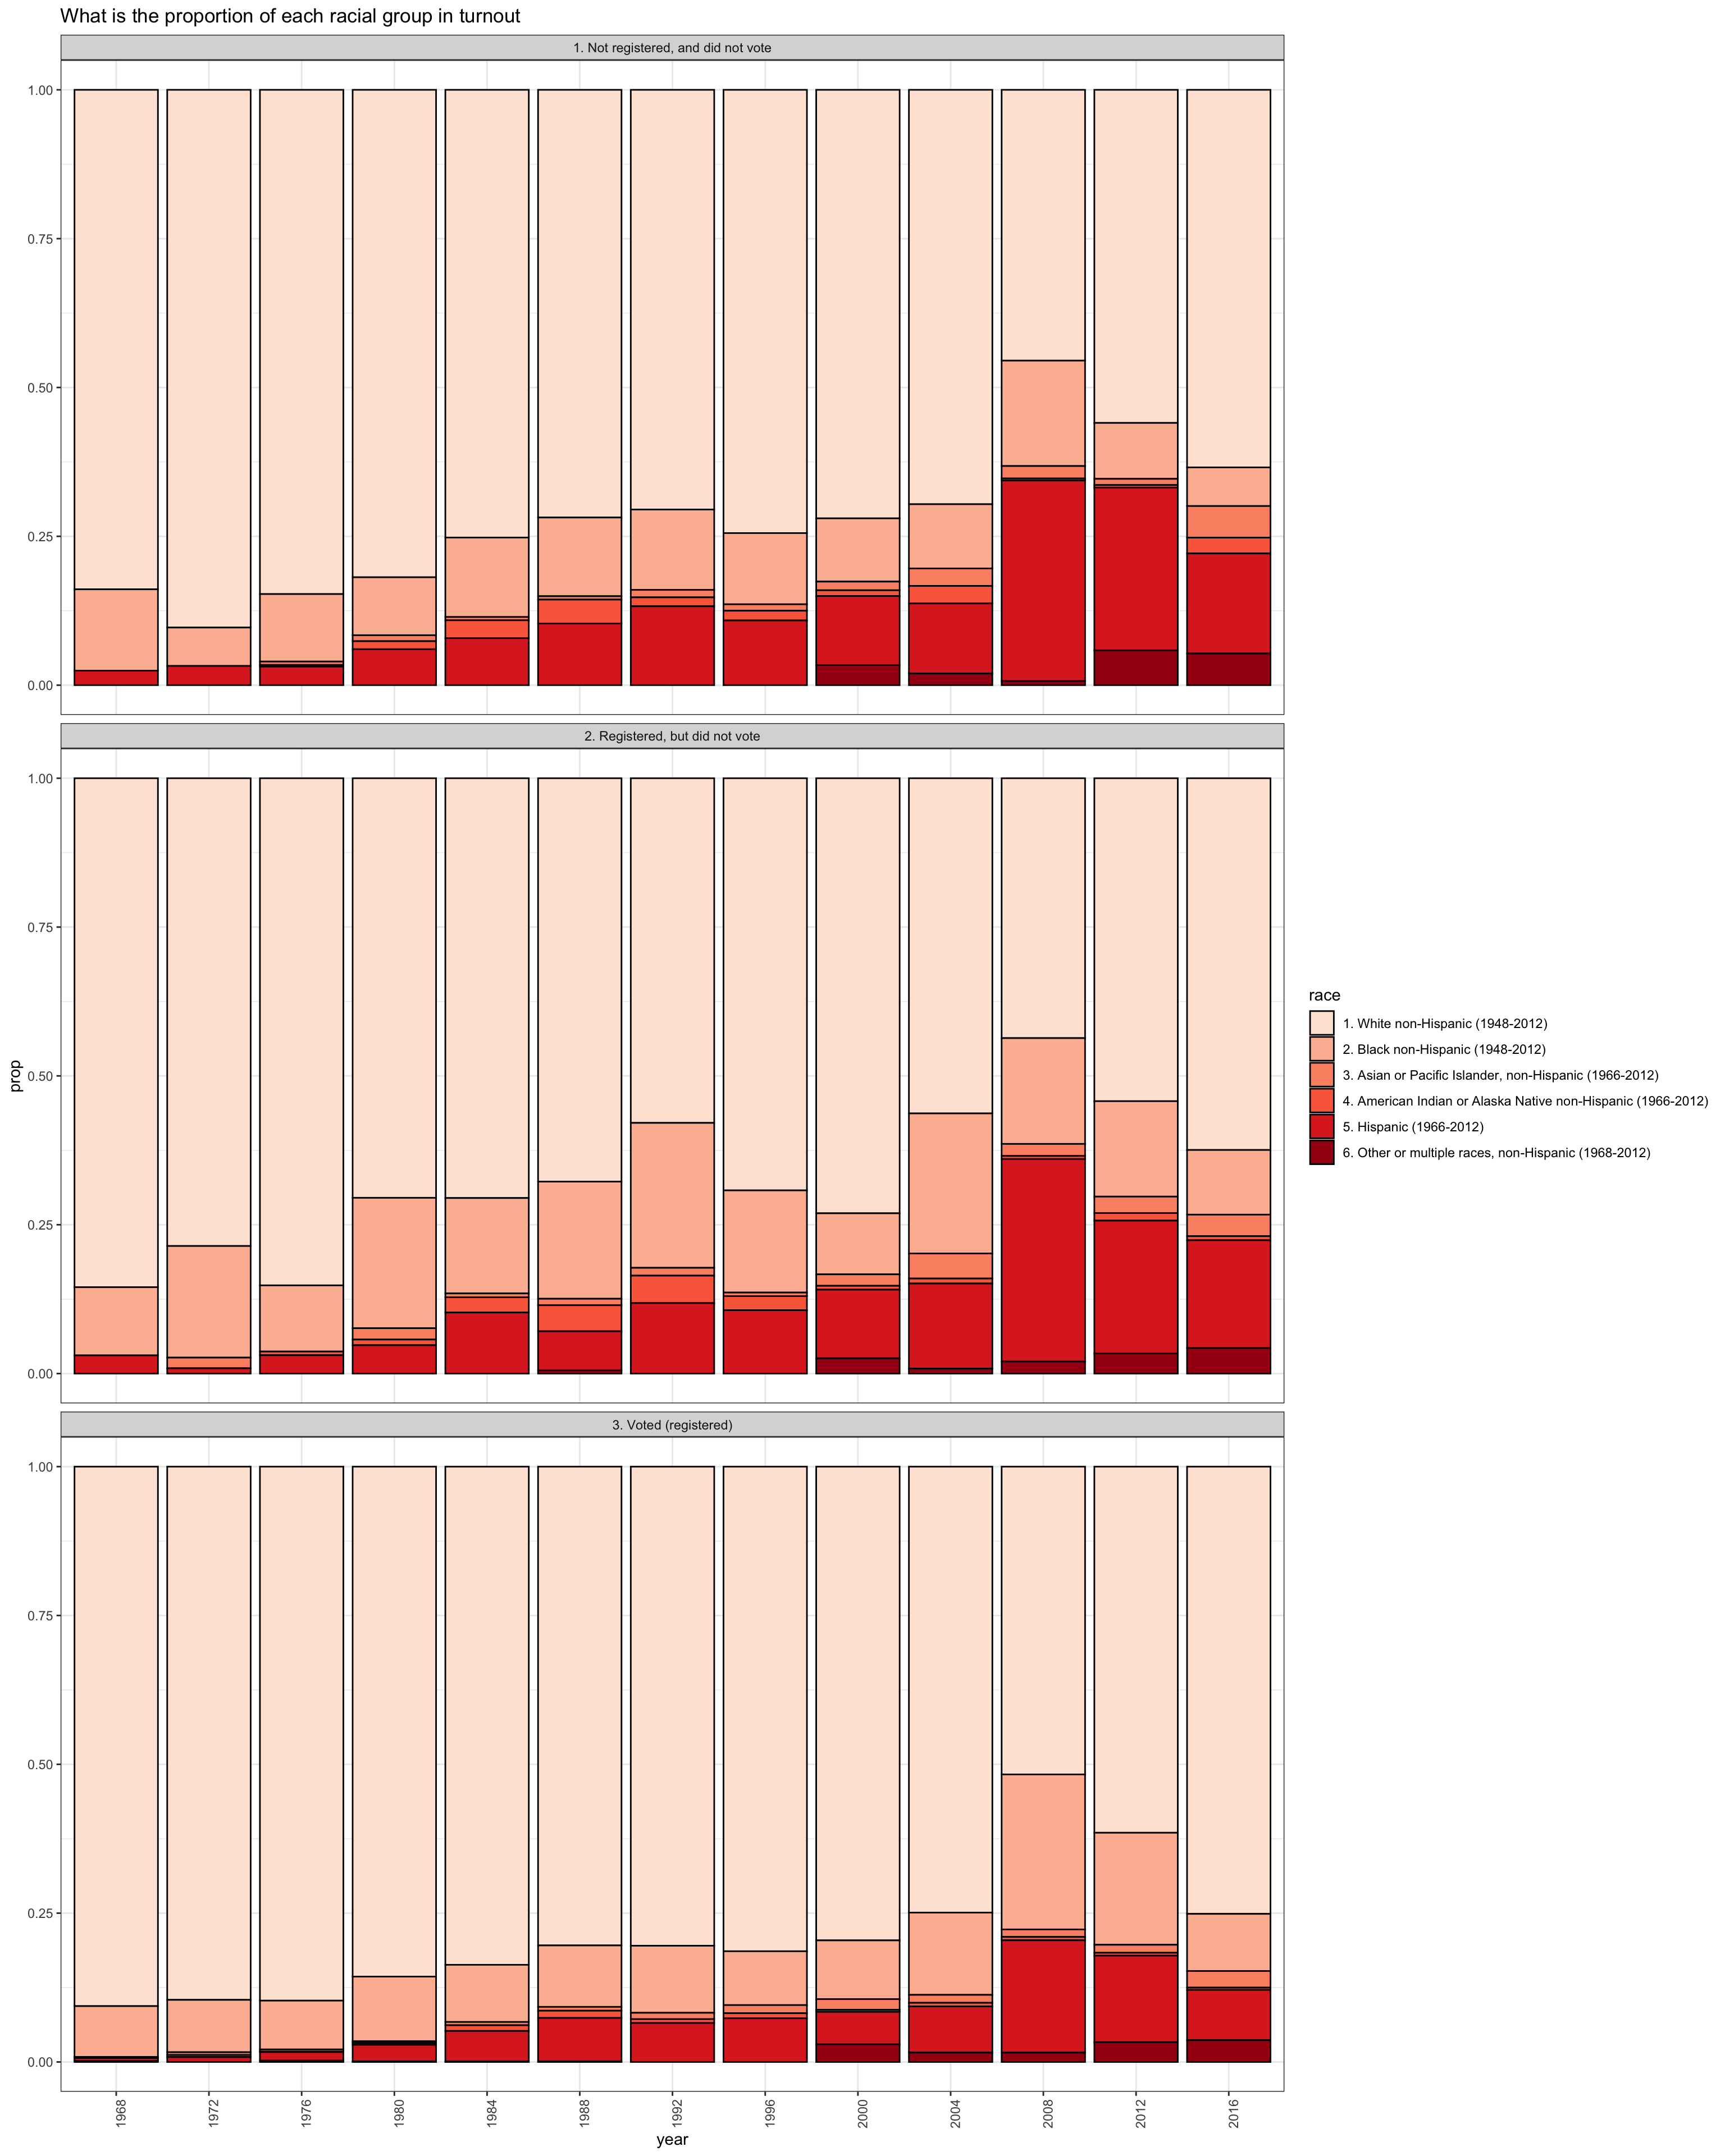 What is the proportion of each racial group in turnout
1. Not registered, and did not vote
1.00
0.75
0.50
0.25
0.00
2. Registered, but did not vote
1.00
0.75
0.50
0.25
0.00
3. Voted (registered)
1.00
0.75
0.50
0.25
0.00
prop
1968 1972 1976 1980 1984 1988 1992 1996 2000 2004 2008 2012 2016
year
race
1. White non-Hispanic (1948-2012)
2. Black non-Hispanic (1948-2012)
3. Asian or Pacific Islander, non-Hispanic (1966-2012)
4. American Indian or Alaska Native non-Hispanic (1966-2012)
5. Hispanic (1966-2012)
6. Other or multiple races, non-Hispanic (1968-2012)